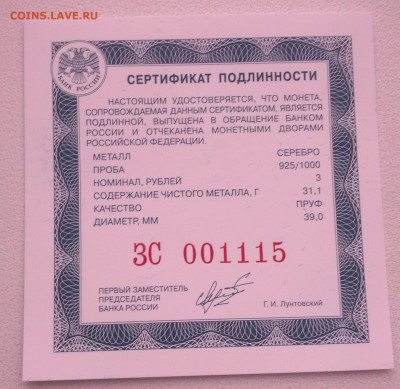 COINS.LAVE.RU
БАНК РОССИИ
СЕРТИФИКАТ ПОДЛИННОСТИ
НАСТОЯЩИМ УДОСТОВЕРЯЕТСЯ, ЧТО МОНЕТА,
СОПРОВОЖДАЕМАЯ ДАННЫМ СЕРТИФИКАТОМ, ЯВЛЯЕТСЯ
ПОДЛИННОЙ, ВЫПУЩЕНА В ОБРАЩЕНИЕ БАНКОМ
РОССИИ И ОТЧЕКАНЕНА МОНЕТНЫМИ ДВОРАМИ
РОССИЙСКОЙ ФЕДЕРАЦИИ.
МЕТАЛЛ СЕРЕБРО
ПРОБА 925/1000
НОМИНАЛ, РУБЛЕЙ 3
СОДЕРЖАНИЕ ЧИСТОГО МЕТАЛЛА, Г 31,1
КАЧЕСТВО ПРУФ
ДИАМЕТР, ММ 39,0
ЗС 001115
ПЕРВЫЙ ЗАМЕСТИТЕЛЬ
ПРЕДСЕДАТЕЛЯ
БАНКА РОССИИ Г. И. Лунтовский